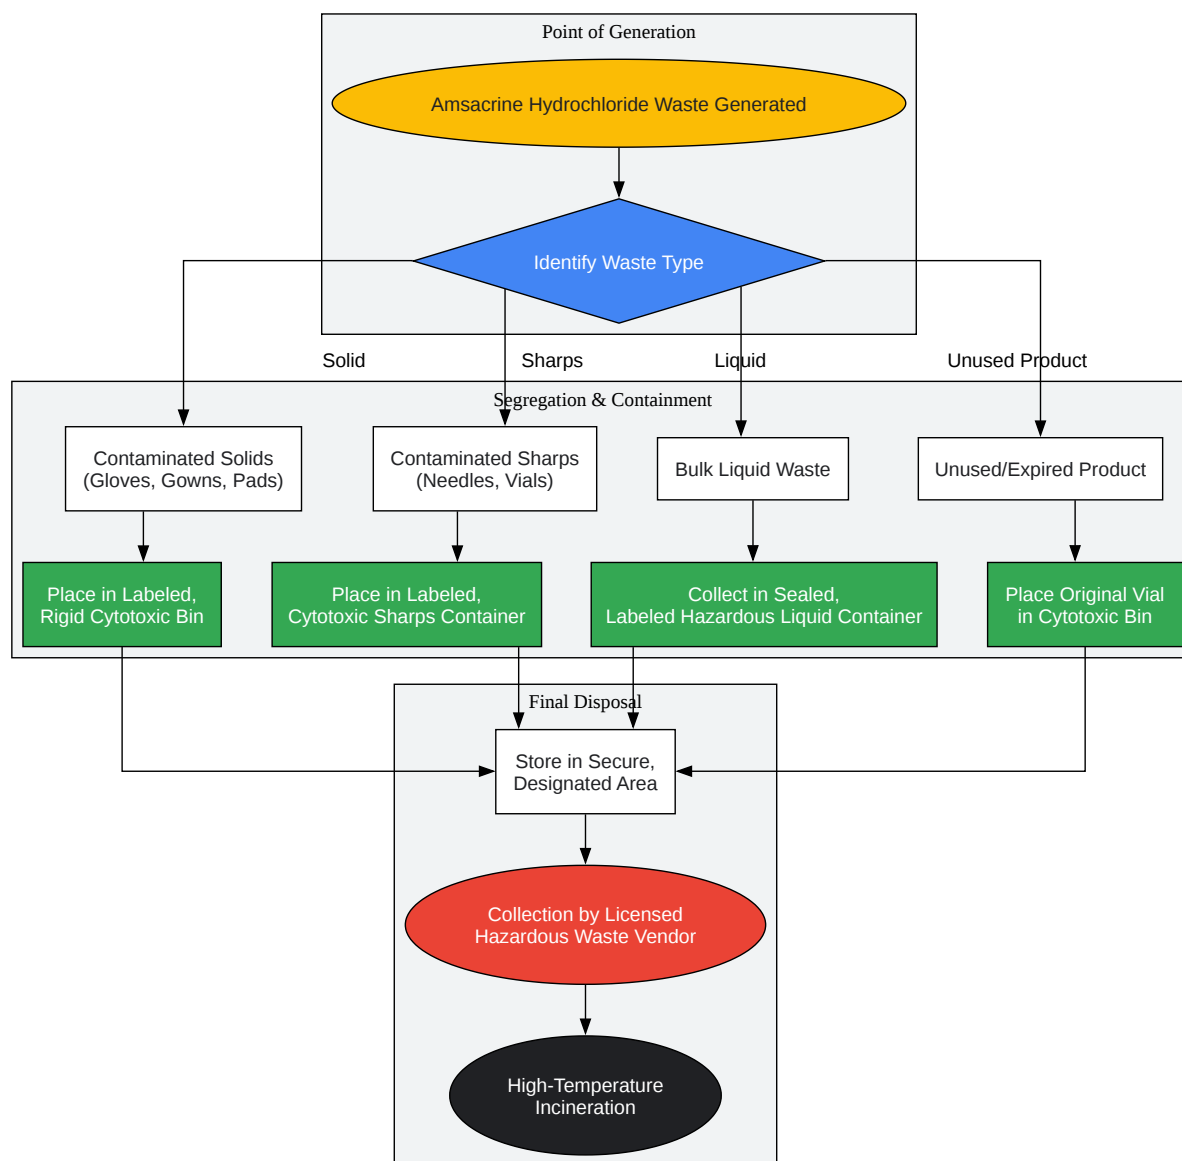 Point of Generation
Amsacrine Hydrochloride Waste Generated
Identify Waste Type
Solid
Sharps
Liquid
Unused Product
Segregation & Containment
Contaminated Solids
(Gloves, Gowns, Pads)
Contaminated Sharps
(Needles, Vials)
Bulk Liquid Waste
Unused/Expired Product
Place in Labeled,
Rigid Cytotoxic Bin
Place in Labeled,
Cytotoxic Sharps Container
Collect in Sealed,
Labeled Hazardous Liquid Container
Place Original Vial
in Cytotoxic Bin
Final Disposal
Store in Secure,
Designated Area
Collection by Licensed
Hazardous Waste Vendor
High-Temperature
Incineration